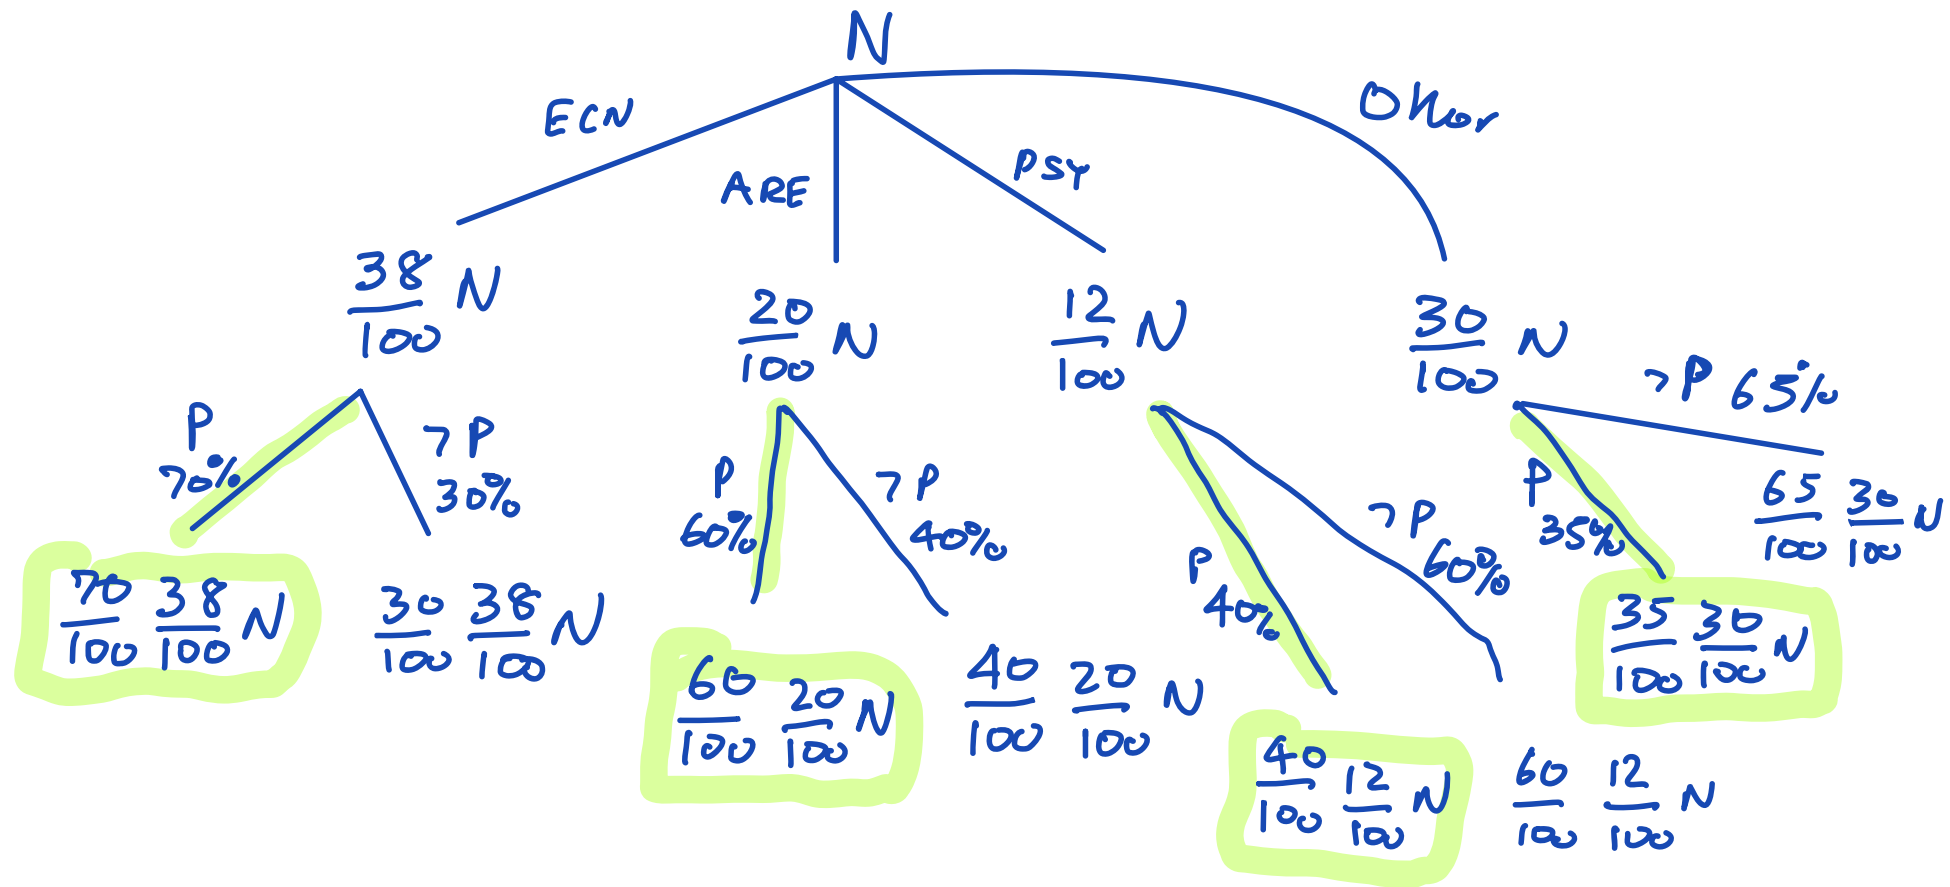 N
ECN
ARE
PSY
Other
38/100 N
20/100 N
12/100 N
30/100 N
P
70%
¬P
30%
P
60%
¬P
40%
P
40%
¬P
60%
P
35%
¬P 65%
70/100 38/100 N
30/100 38/100 N
60/100 20/100 N
40/100 20/100 N
40/100 12/100 N
60/100 12/100 N
35/100 30/100 N
65/100 30/100 N